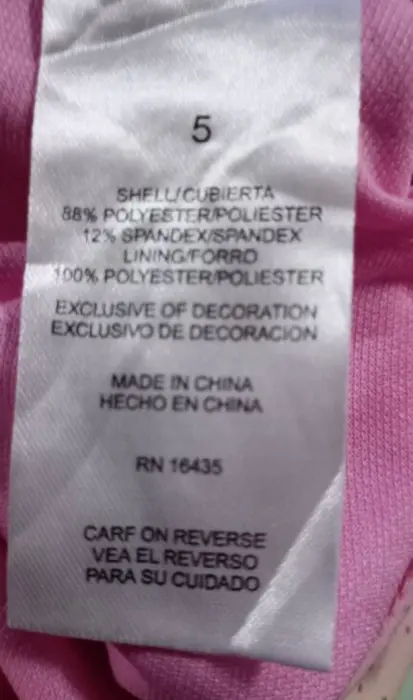 5
SHELL/CUBIERTA
88% POLYESTER/POLIESTER
12% SPANDEX/SPANDEX
LINING/FORRO
100% POLYESTER/POLIESTER
EXCLUSIVE OF DECORATION
EXCLUSIVO DE DECORACION
MADE IN CHINA
HECHO EN CHINA
RN 16435
CARF ON REVERSE
VEA EL REVERSO
PARA SU CUIDADO